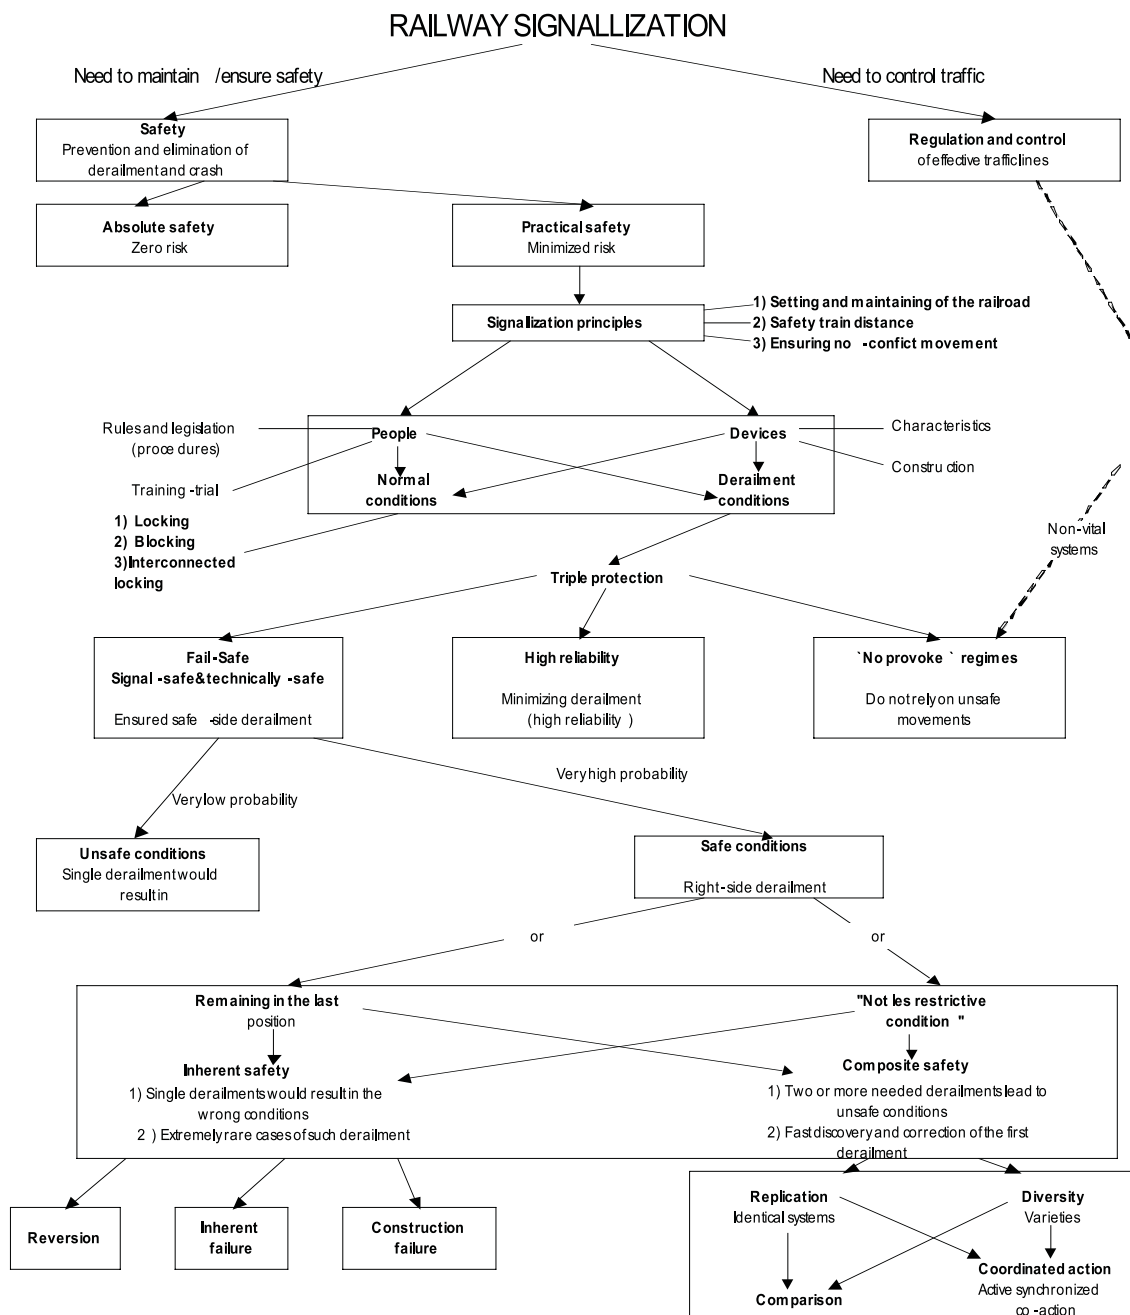 RAILWAY SIGNALLIZATION
Need to maintain /ensure safety
Need to control traffic
Safety
Prevention and elimination of
derailment and crash
Regulation and control
of effective traffic lines
Absolute safety
Zero risk
Practical safety
Minimized risk
Signallization principles
1) Setting and maintaining of the railroad
2) Safety train distance
3) Ensuring no -confict movement
Rules and legislation
(proce dures)
Training -trial
People
Devices
Characteristics
Construction
Normal
conditions
Derailment
conditions
1) Locking
2) Blocking
3)Interconnected
locking
Non-vital
systems
Triple protection
Fail-Safe
Signal -safe&technically -safe
Ensured safe -side derailment
High reliability
Minimizing derailment
(high reliability )
`No provoke ` regimes
Do not rely on unsafe
movements
Very low probability
Very high probability
Unsafe conditions
Single derailment would
result in
Safe conditions
Right-side derailment
or
or
Remaining in the last
position
"Not les restrictive
condition "
Inherent safety
1) Single derailments would result in the
wrong conditions
2 ) Extremely rare cases of such derailment
Composite safety
1) Two or more needed derailments lead to
unsafe conditions
2) Fast discovery and correction of the first
derailment
Reversion
Inherent
failure
Construction
failure
Replication
Identical systems
Diversity
Varieties
Comparison
Coordinated action
Active synchronized
co -action